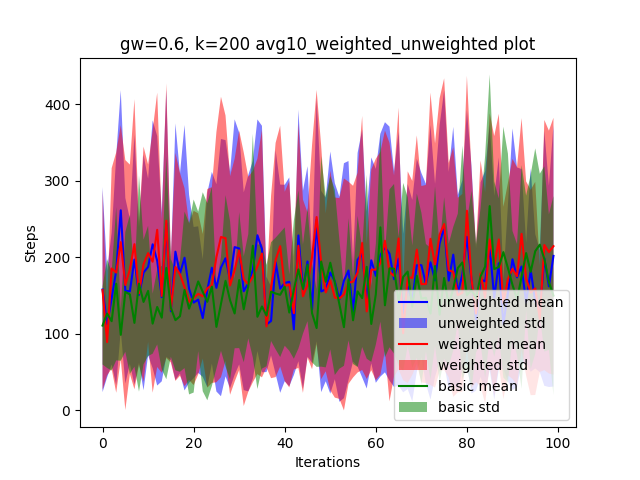 gw=0.6, k=200 avg10_weighted_unweighted plot
Steps
400
300
200
100
0
unweighted mean
unweighted std
weighted mean
weighted std
basic mean
basic std
0 20 40 60 80 100
Iterations